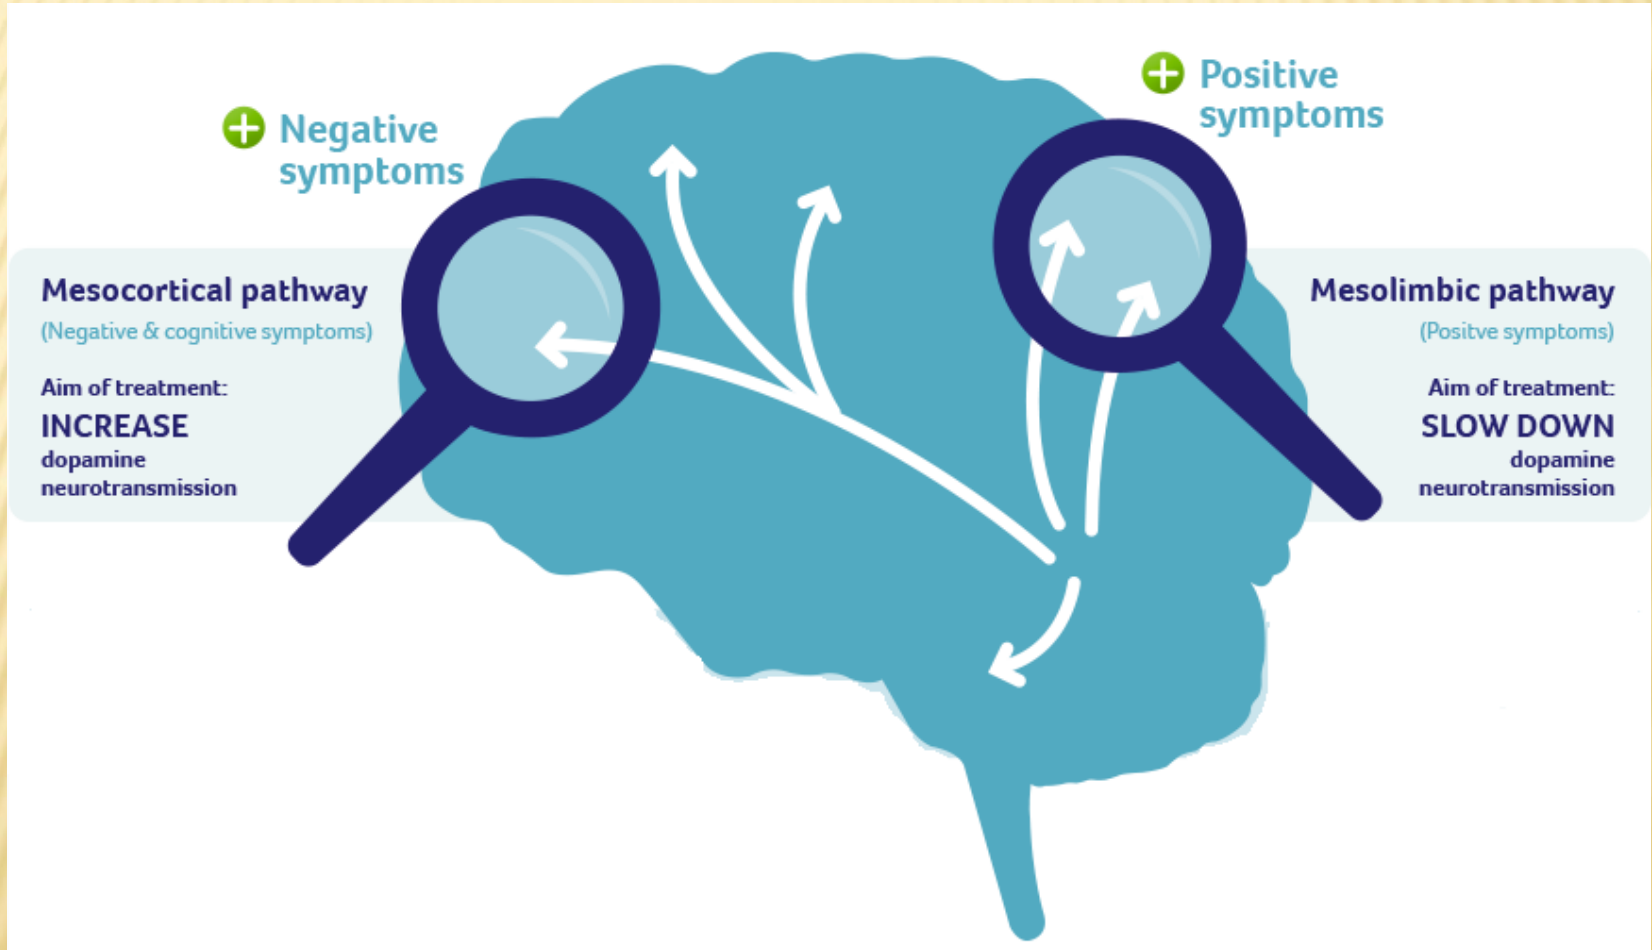 Negative
symptoms
Mesocortical pathway
(Negative & cognitive symptoms)
Aim of treatment:
INCREASE
dopamine
neurotransmission
Positive
symptoms
Mesolimbic pathway
(Positve symptoms)
Aim of treatment:
SLOW DOWN
dopamine
neurotransmission